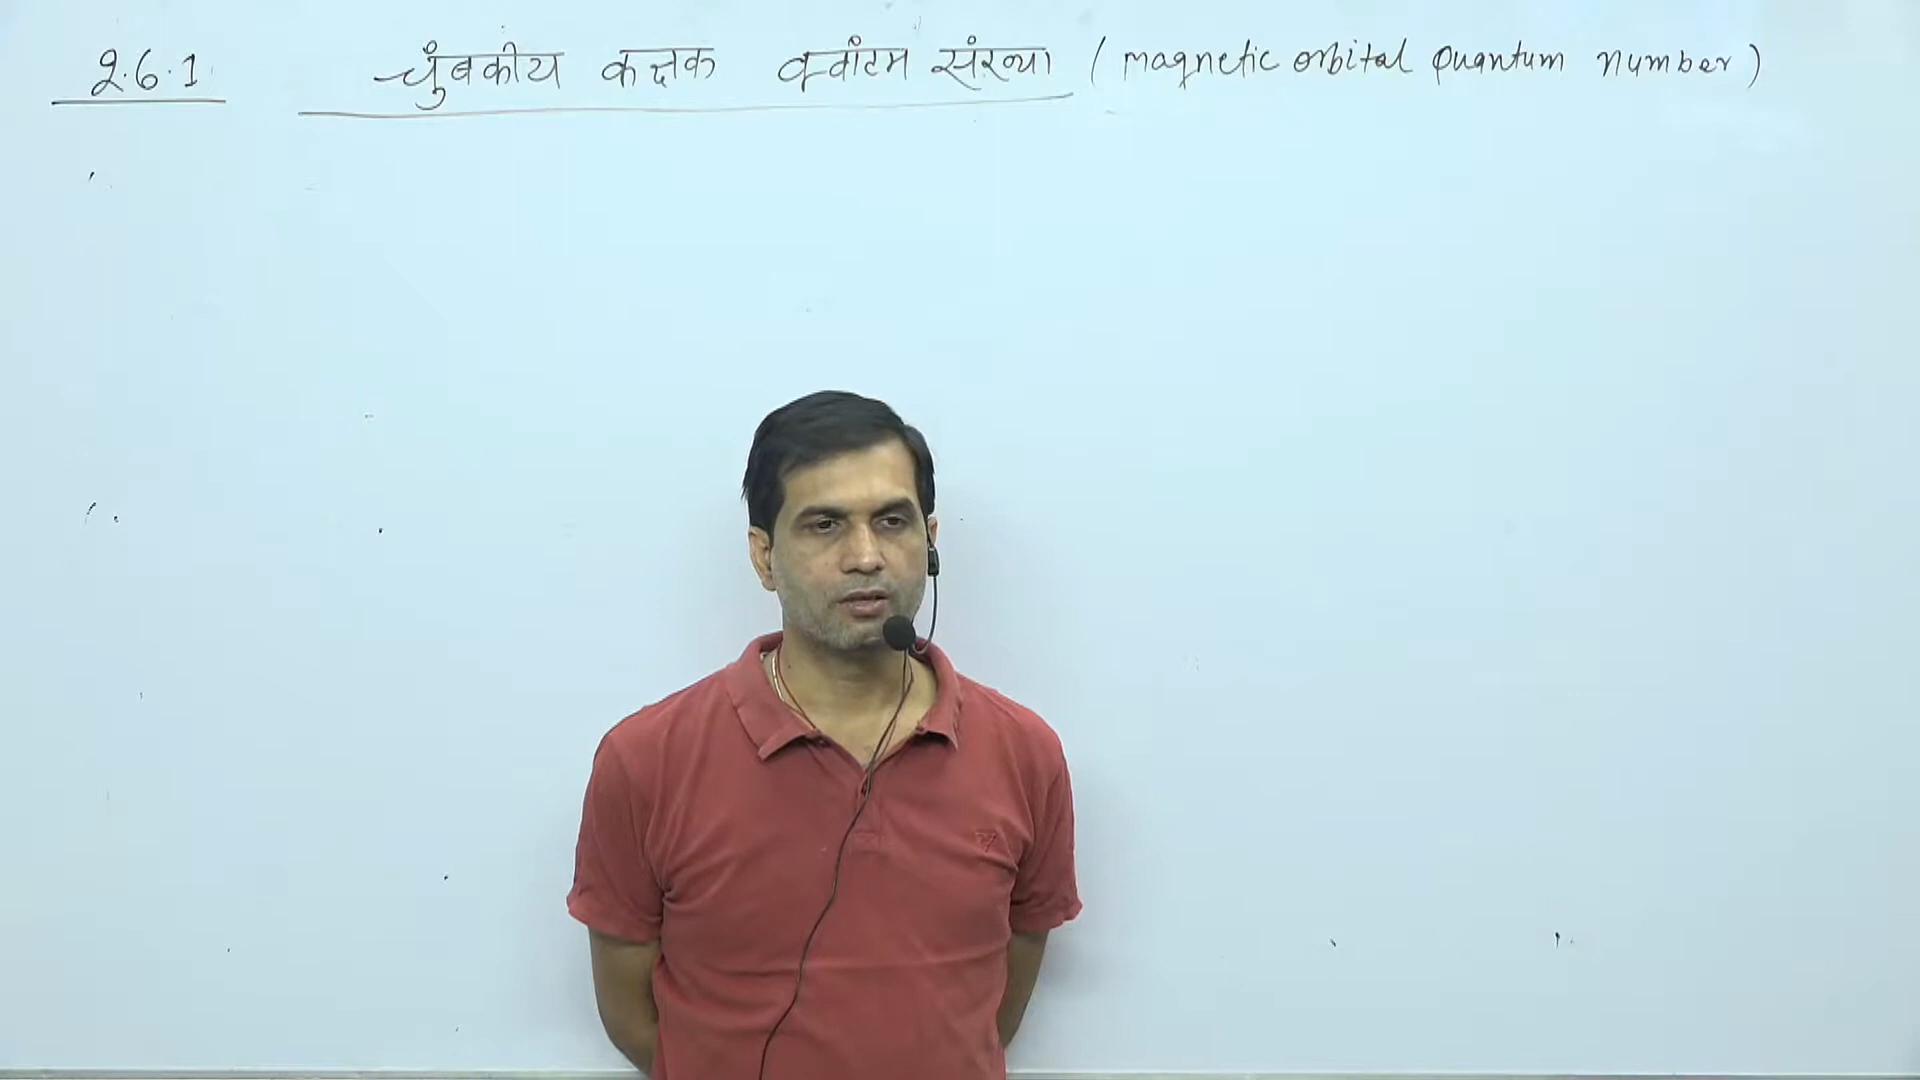 2.6.1 चुंबकीय कक्षक क्वांटम संख्या (magnetic orbital quantum number)